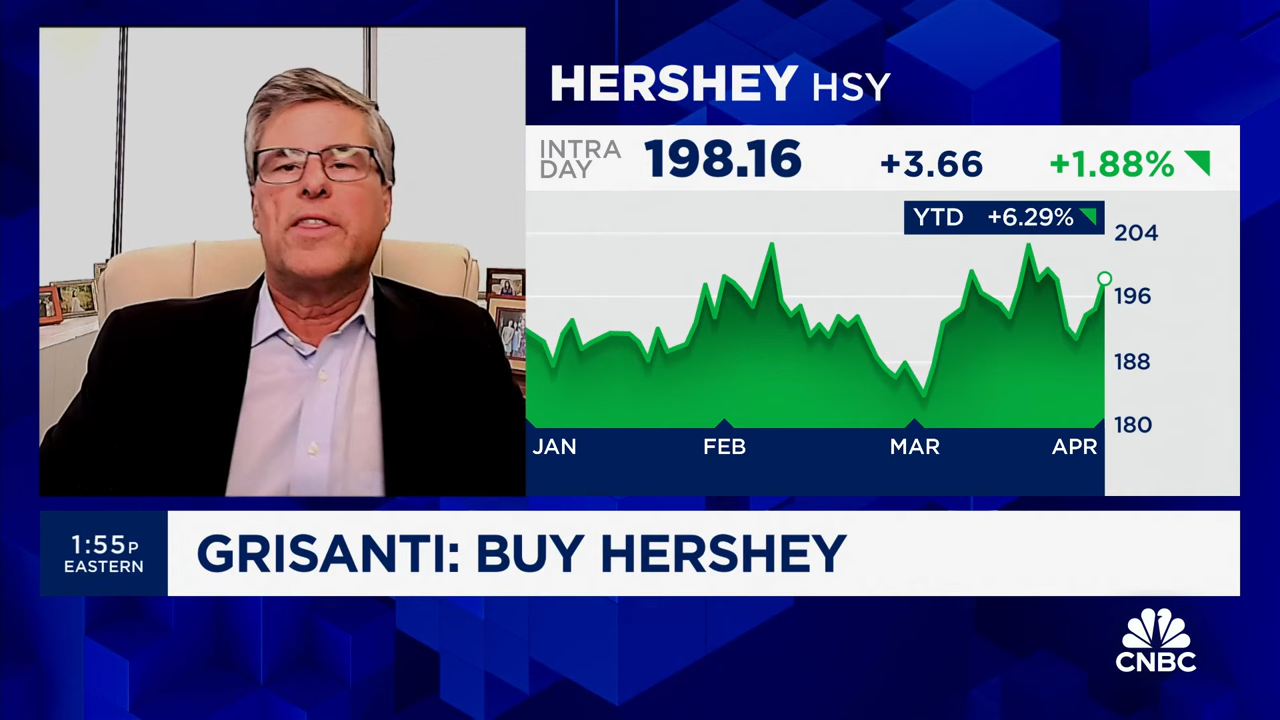 HERSHEY HSY
INTRA
DAY
198.16 +3.66 +1.88%
YTD +6.29%
204
196
188
180
JAN FEB MAR APR
1:55P
EASTERN
GRISANTI: BUY HERSHEY
CNBC